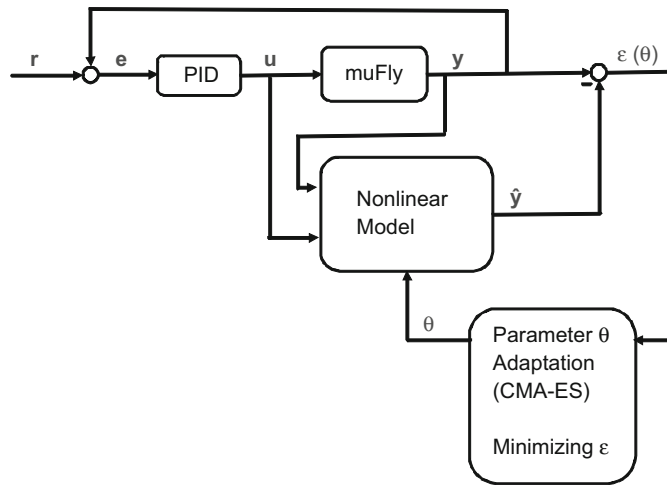 r
e
PID
u
muFly
y
ε (θ)
Nonlinear
Model
ŷ
θ
Parameter θ
Adaptation
(CMA-ES)
Minimizing ε